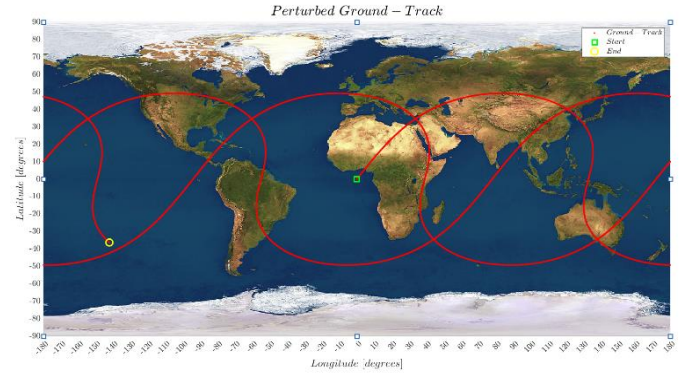 Perturbed Ground − Track
Ground − Track
Start
End
90
80
70
60
50
40
30
20
10
0
-10
-20
-30
-40
-50
-60
-70
-80
-90
Latitude [degrees]
-180 -170 -160 -150 -140 -130 -120 -110 -100 -90 -80 -70 -60 -50 -40 -30 -20 -10 0 10 20 30 40 50 60 70 80 90 100 110 120 130 140 150 160 170 180
Longitude [degrees]